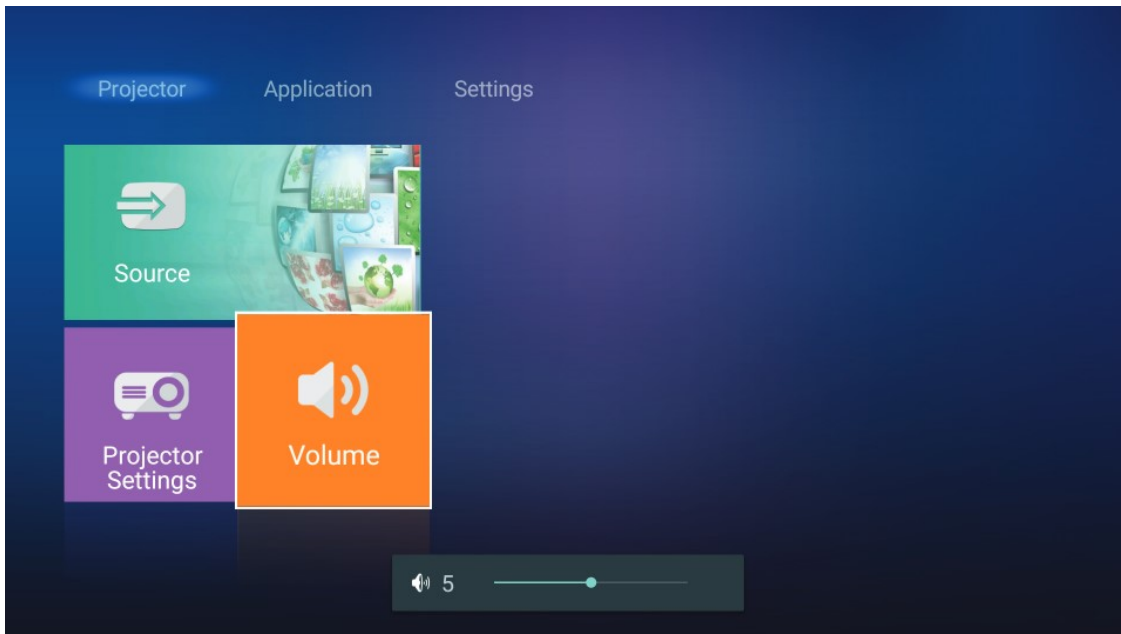 Projector Application Settings
Source
Projector
Settings
Volume
5